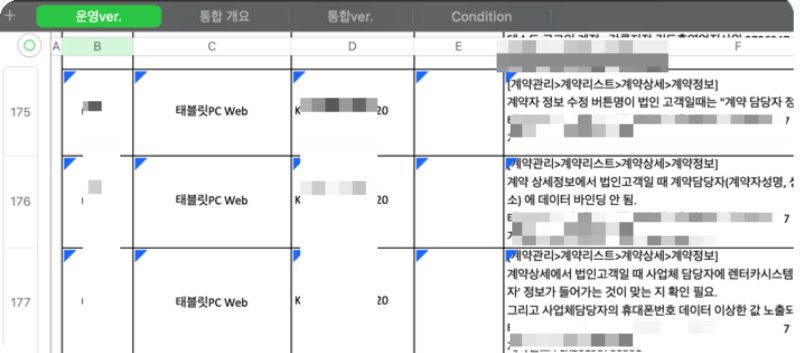 운영ver. 통합 개요 통합ver. Condition
A B C D E F
175 태블릿PC Web K 20
[계약관리>계약리스트>계약상세>계약정보]
계약자 정보 수정 버튼명이 법인 고객일때는 "계약 담당자 정
176 태블릿PC Web K 20
[계약관리>계약리스트>계약상세>계약정보]
계약 상세정보에서 법인고객일 때 계약담당자(계약자성명,
소) 에 데이터 바인딩 안 됨.
7
177 태블릿PC Web K 20
[계약관리>계약리스트>계약상세>계약정보]
계약상세에서 법인고객일 때 사업체 담당자에 렌터카시스템
자' 정보가 들어가는 것이 맞는 지 확인 필요.
그리고 사업체담당자의 휴대폰번호 데이터 이상한 값 노출되
7